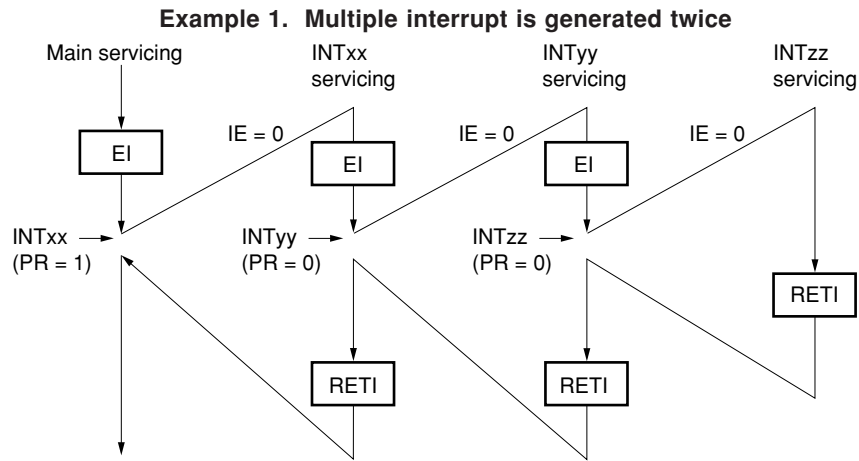 Example 1. Multiple interrupt is generated twice
Main servicing
INTxx
servicing
INTyy
servicing
INTzz
servicing
IE = 0
IE = 0
IE = 0
EI
EI
EI
INTxx
(PR = 1)
INTyy
(PR = 0)
INTzz
(PR = 0)
RETI
RETI
RETI